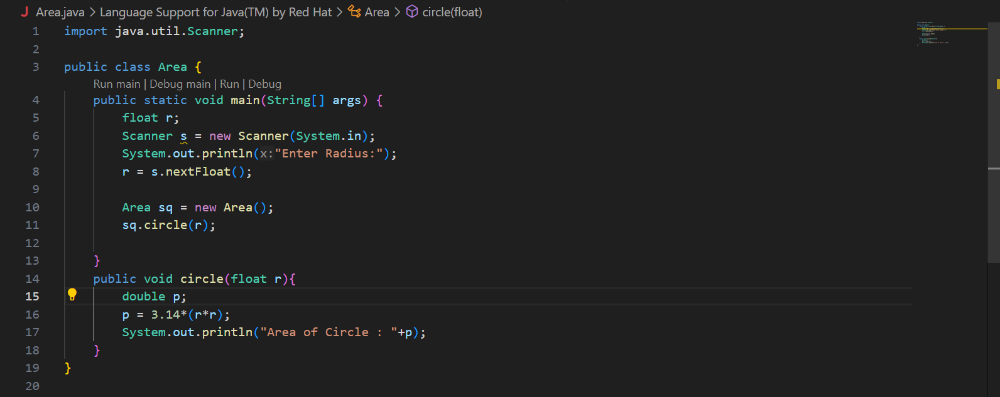 Area.java > Language Support for Java(TM) by Red Hat > Area > circle(float)
1 import java.util.Scanner;
2
3 public class Area {
Run main | Debug main | Run | Debug
4 public static void main(String[] args) {
5 float r;
6 Scanner s = new Scanner(System.in);
7 System.out.println(x:"Enter Radius:");
8 r = s.nextFloat();
9
10 Area sq = new Area();
11 sq.circle(r);
12
13 }
14 public void circle(float r){
15 double p;
16 p = 3.14*(r*r);
17 System.out.println("Area of Circle : "+p);
18 }
19 }
20